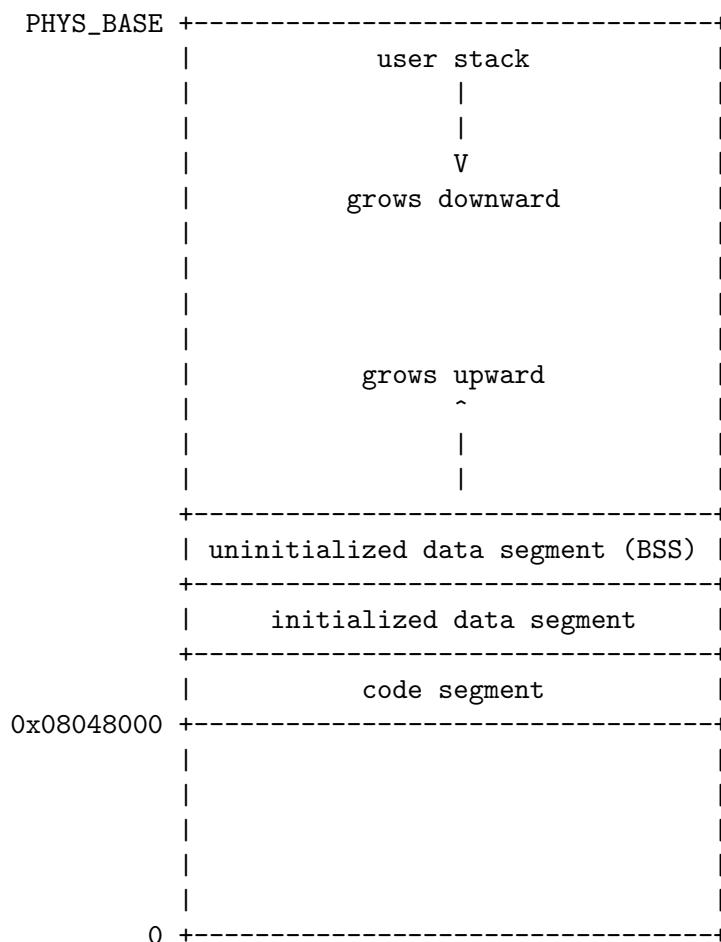 PHYS_BASE +----------------------------------+
| user stack |
| | |
| | |
| V |
| grows downward |
| |
| |
| |
| |
| grows upward |
| ^ |
| | |
| | |
+----------------------------------+
| uninitialized data segment (BSS) |
+----------------------------------+
| initialized data segment |
+----------------------------------+
| code segment |
0x08048000 +----------------------------------+
| |
| |
| |
| |
| |
0 +----------------------------------+